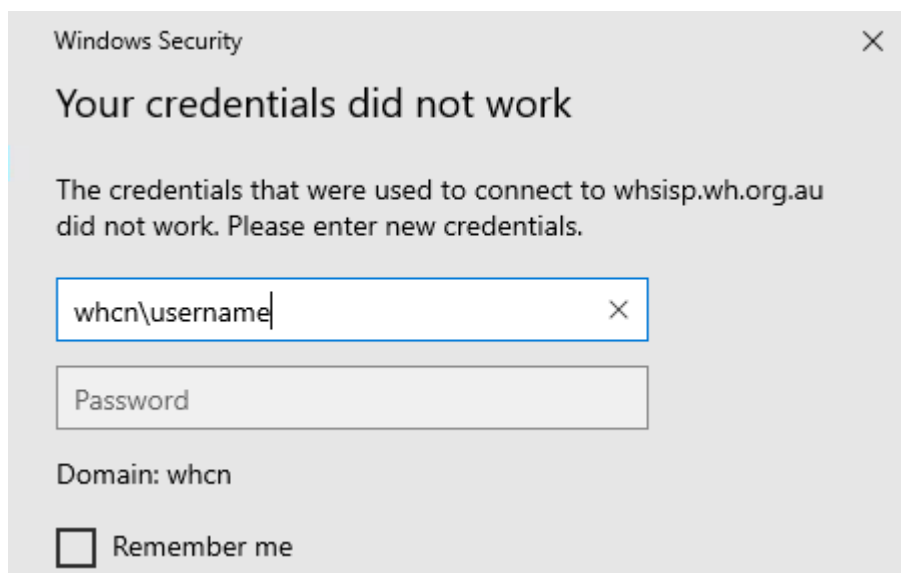 Windows Security
Your credentials did not work
The credentials that were used to connect to whsisp.wh.org.au
did not work. Please enter new credentials.
whcn\username
Password
Domain: whcn
Remember me